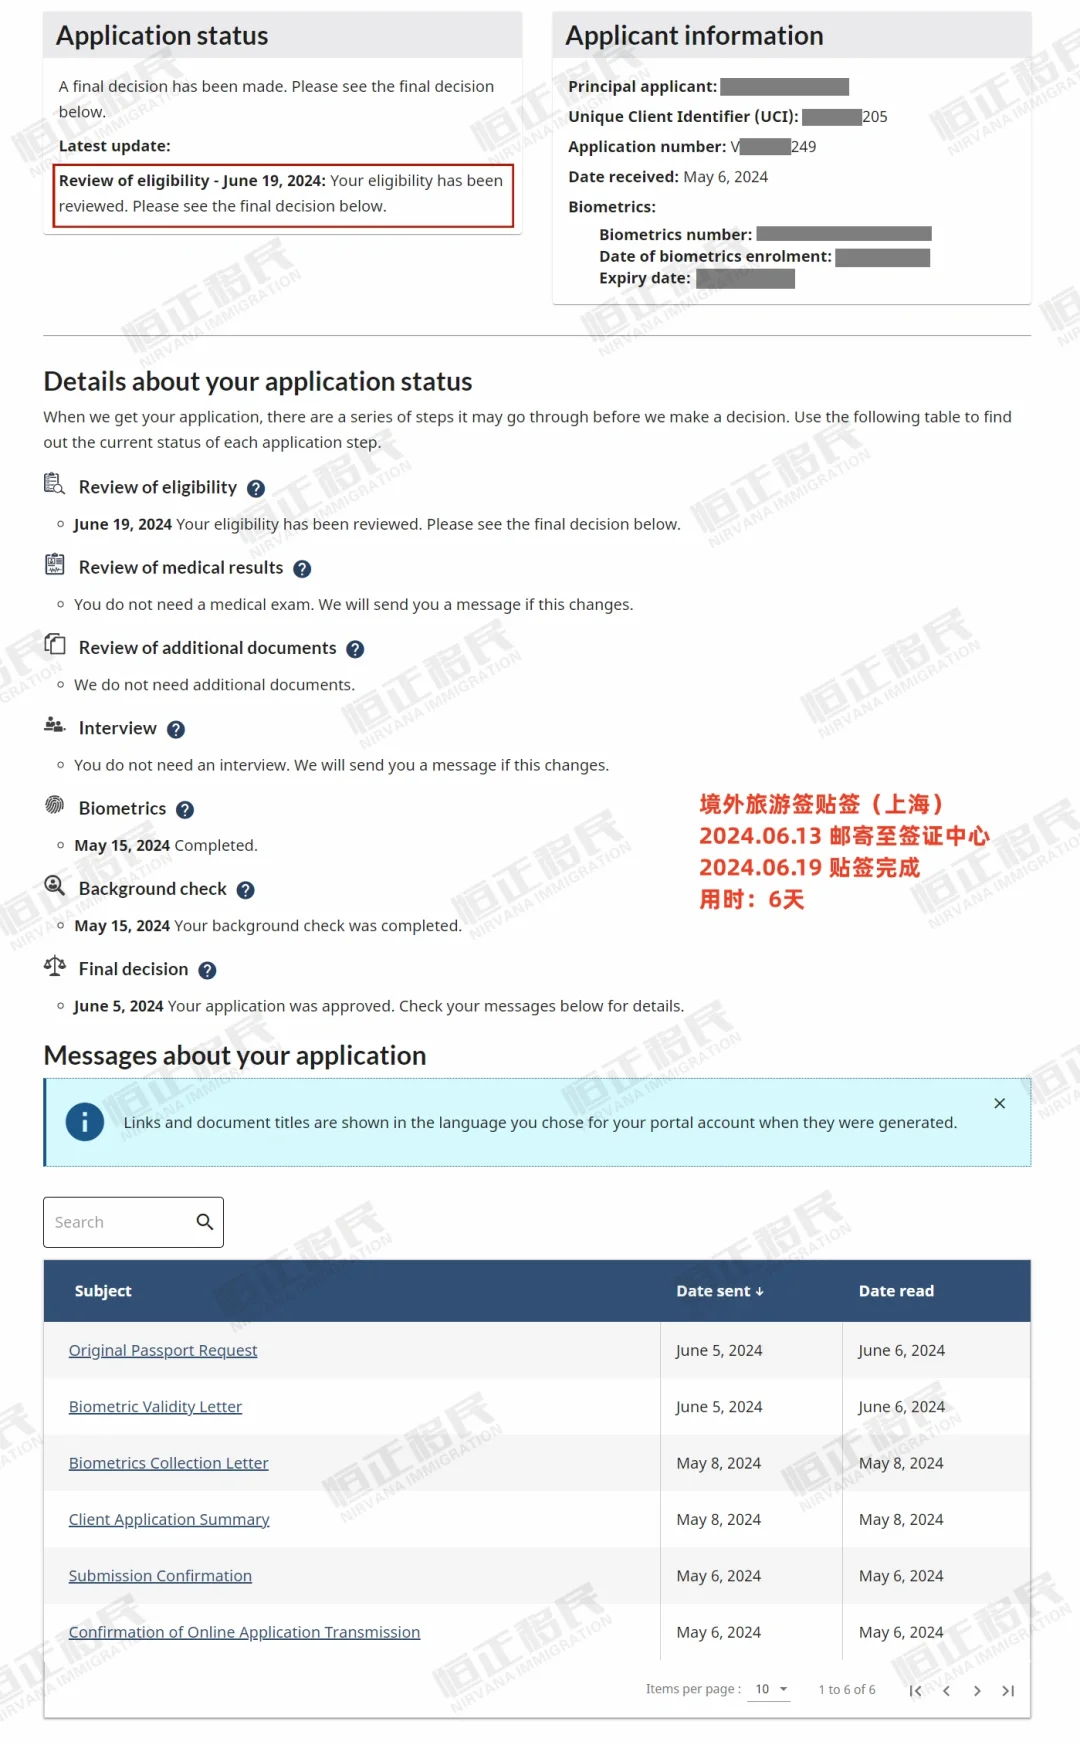 Application status
A final decision has been made. Please see the final decision
below.
Latest update:
Review of eligibility - June 19, 2024: Your eligibility has been
reviewed. Please see the final decision below.
Applicant information
Principal applicant:
Unique Client Identifier (UCI): 205
Application number: V 249
Date received: May 6, 2024
Biometrics:
Biometrics number:
Date of biometrics enrolment:
Expiry date:
Details about your application status
When we get your application, there are a series of steps it may go through before we make a decision. Use the following table to find
out the current status of each application step.
Review of eligibility ?
June 19, 2024 Your eligibility has been reviewed. Please see the final decision below.
Review of medical results ?
You do not need a medical exam. We will send you a message if this changes.
Review of additional documents ?
We do not need additional documents.
Interview ?
You do not need an interview. We will send you a message if this changes.
Biometrics ?
May 15, 2024 Completed.
Background check ?
May 15, 2024 Your background check was completed.
Final decision ?
June 5, 2024 Your application was approved. Check your messages below for details.
境外旅游签贴签（上海）
2024.06.13 邮寄至签证中心
2024.06.19 贴签完成
用时：6天
Messages about your application
Links and document titles are shown in the language you chose for your portal account when they were generated.
Search
Subject Date sent ↓ Date read
Original Passport Request June 5, 2024 June 6, 2024
Biometric Validity Letter June 5, 2024 June 6, 2024
Biometrics Collection Letter May 8, 2024 May 8, 2024
Client Application Summary May 8, 2024 May 8, 2024
Submission Confirmation May 6, 2024 May 6, 2024
Confirmation of Online Application Transmission May 6, 2024 May 6, 2024
Items per page : 10 1 to 6 of 6
恒正移民
NIRVANA IMMIGRATION